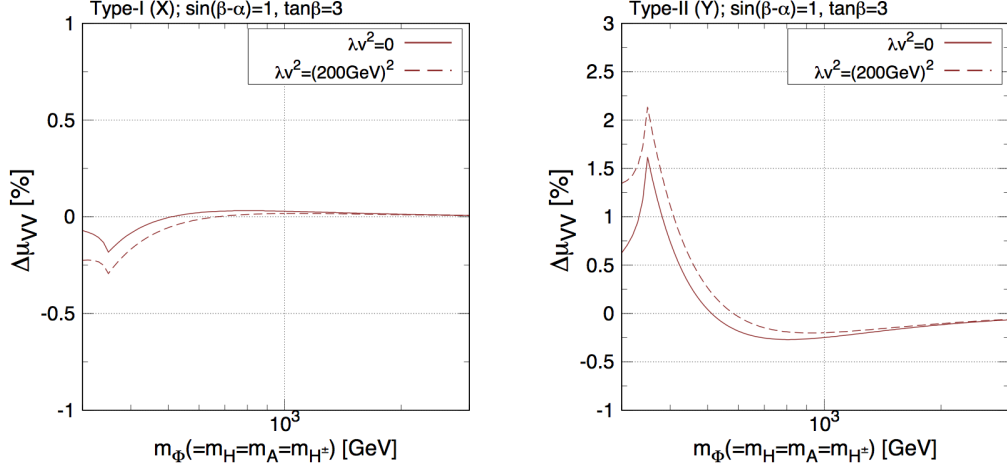 Type-I (X); sin(β-α)=1, tanβ=3
λv²=0
λv²=(200GeV)²
1
0.5
0
-0.5
-1
Δμ_VV [%]
10³
m_Φ(=m_H=m_A=m_H±) [GeV]
Type-II (Y); sin(β-α)=1, tanβ=3
λv²=0
λv²=(200GeV)²
3
2.5
2
1.5
1
0.5
0
-0.5
-1
Δμ_VV [%]
10³
m_Φ(=m_H=m_A=m_H±) [GeV]